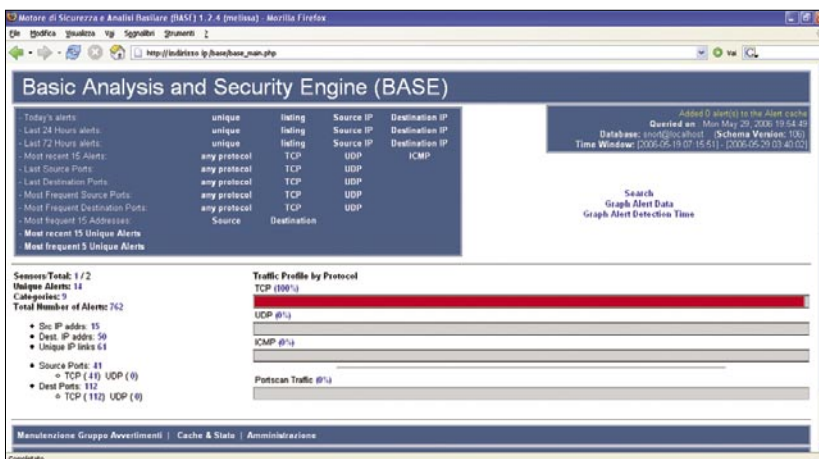 Motore di Sicurezza e Analisi Basilare (BASE) 1.2.4 (melissa) - Mozilla Firefox
File Modifica Visualizza Vai Segnalibri Strumenti ?
http://indirizzo ip/base/base_main.php Vai
Basic Analysis and Security Engine (BASE)
- Today's alerts: unique listing Source IP Destination IP
- Last 24 Hours alerts: unique listing Source IP Destination IP
- Last 72 Hours alerts: unique listing Source IP Destination IP
- Most recent 15 Alerts: any protocol TCP UDP ICMP
- Last Source Ports: any protocol TCP UDP
- Last Destination Ports: any protocol TCP UDP
- Most Frequent Source Ports: any protocol TCP UDP
- Most Frequent Destination Ports: any protocol TCP UDP
- Most frequent 15 Addresses: Source Destination
- Most recent 15 Unique Alerts
- Most frequent 5 Unique Alerts
Added 0 alert(s) to the Alert cache
Queried on : Mon May 29, 2006 19:54:49
Database: snort@localhost (Schema Version: 106)
Time Window: [2006-05-19 07:15:51] - [2006-05-29 03:40:02]
Search
Graph Alert Data
Graph Alert Detection Time
Sensors/Total: 1 / 2
Unique Alerts: 14
Categories: 9
Total Number of Alerts: 762
Src IP addrs: 15
Dest. IP addrs: 50
Unique IP links 61
Source Ports: 41
TCP ( 41) UDP ( 0)
Dest Ports: 112
TCP ( 112) UDP ( 0)
Traffic Profile by Protocol
TCP (100%)
UDP (0%)
ICMP (0%)
Portscan Traffic (0%)
Manutenzione Gruppo Avvertimenti | Cache & Stato | Amministrazione
Completato